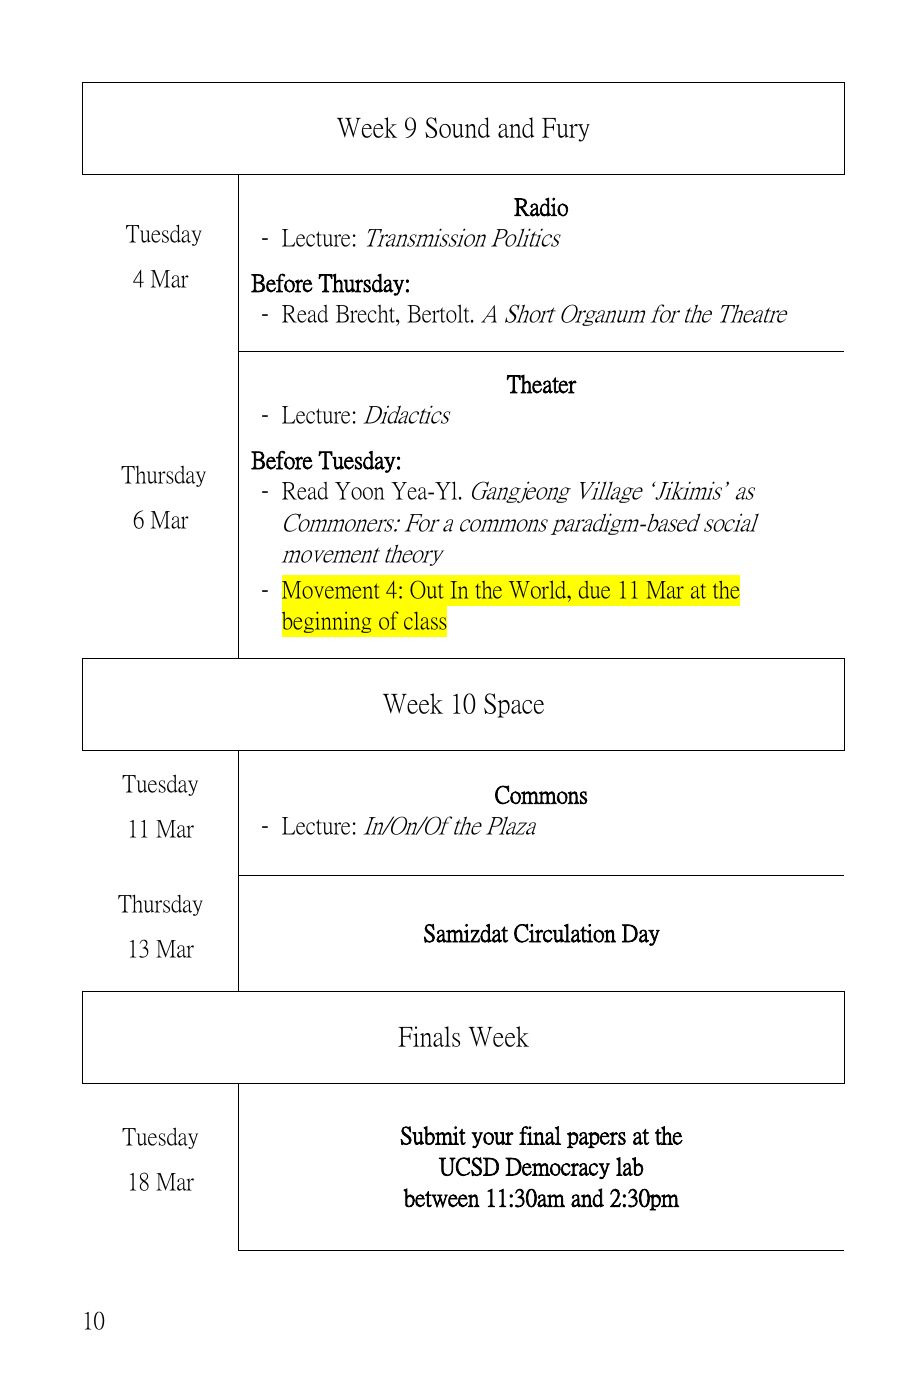 Week 9 Sound and Fury
Tuesday
4 Mar
Radio
- Lecture: Transmission Politics
Before Thursday:
- Read Brecht, Bertolt. A Short Organum for the Theatre
Thursday
6 Mar
Theater
- Lecture: Didactics
Before Tuesday:
- Read Yoon Yea-Yl. Gangjeong Village ‘Jikimis’ as
Commoners: For a commons paradigm-based social
movement theory
- Movement 4: Out In the World, due 11 Mar at the
beginning of class
Week 10 Space
Tuesday
11 Mar
Commons
- Lecture: In/On/Of the Plaza
Thursday
13 Mar
Samizdat Circulation Day
Finals Week
Tuesday
18 Mar
Submit your final papers at the
UCSD Democracy lab
between 11:30am and 2:30pm
10